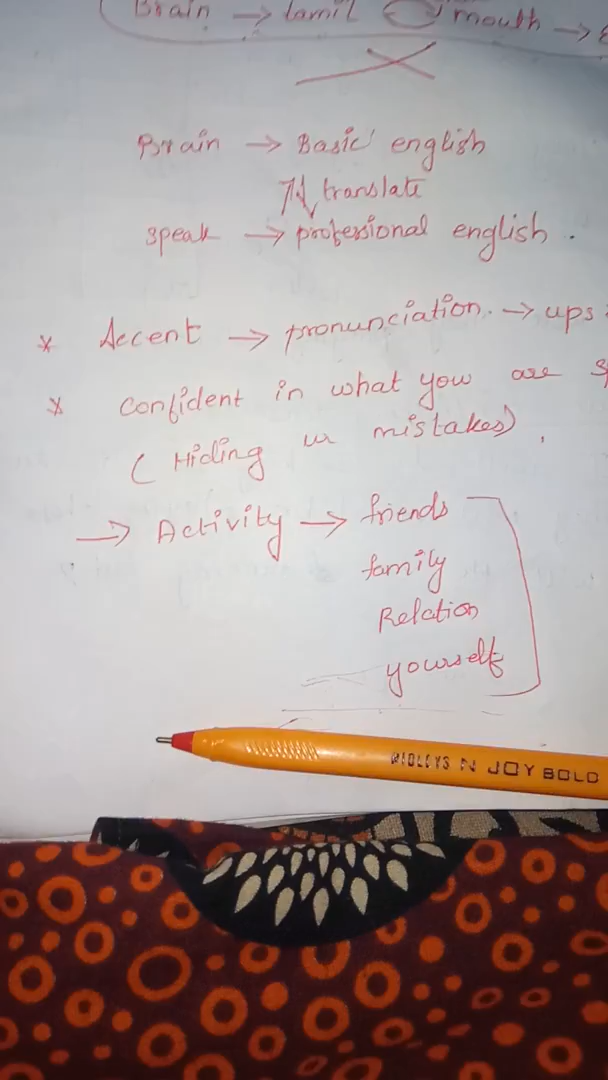 Brain → tamil mouth →
Brain → Basic english
translate
speak → professional english .
* Accent → pronunciation. → ups
* confident in what you are
( Hiding ur mistakes) .
→ Activity → friends
family
Relation
yourself
JOY BOLD